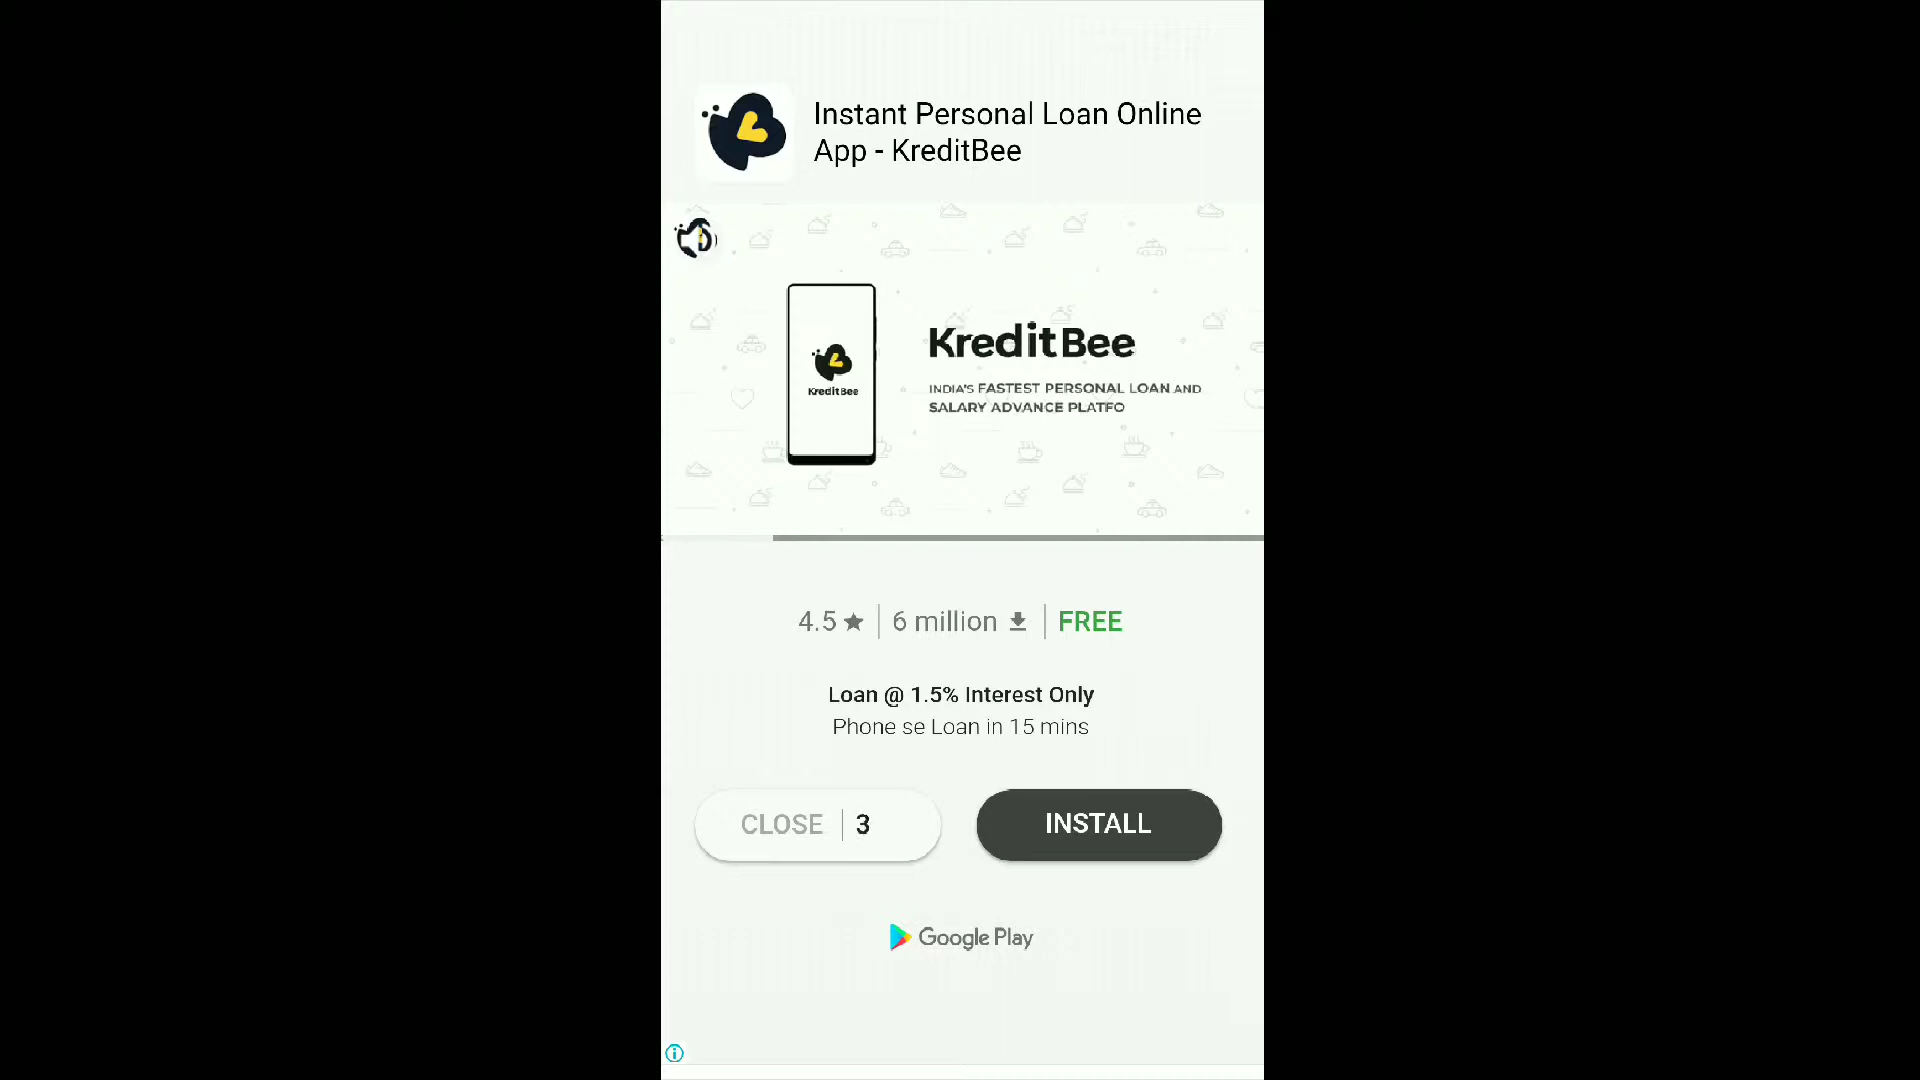 Instant Personal Loan Online
App - KreditBee
KreditBee
KreditBee
INDIA'S FASTEST PERSONAL LOAN AND
SALARY ADVANCE PLATFO
4.5 ★ | 6 million | FREE
Loan @ 1.5% Interest Only
Phone se Loan in 15 mins
CLOSE | 3
INSTALL
Google Play